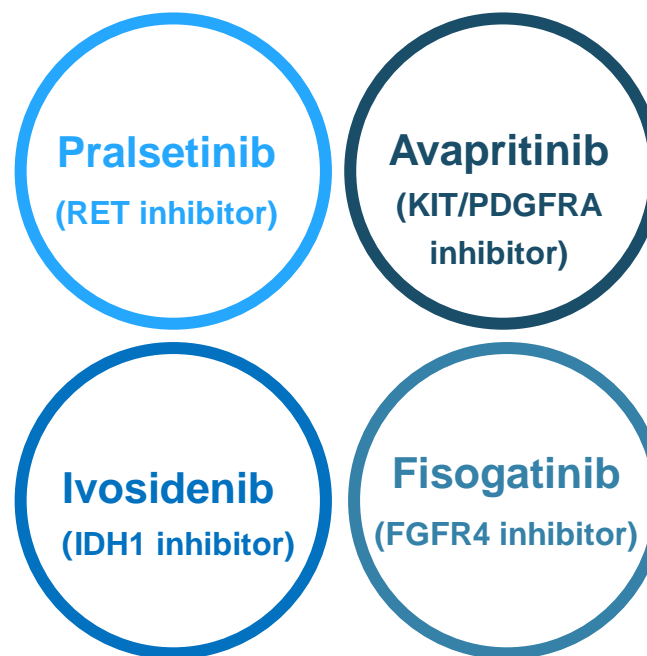 Pralsetinib
(RET inhibitor)
Avapritinib
(KIT/PDGFRA
inhibitor)
Ivosidenib
(IDH1 inhibitor)
Fisogatinib
(FGFR4 inhibitor)